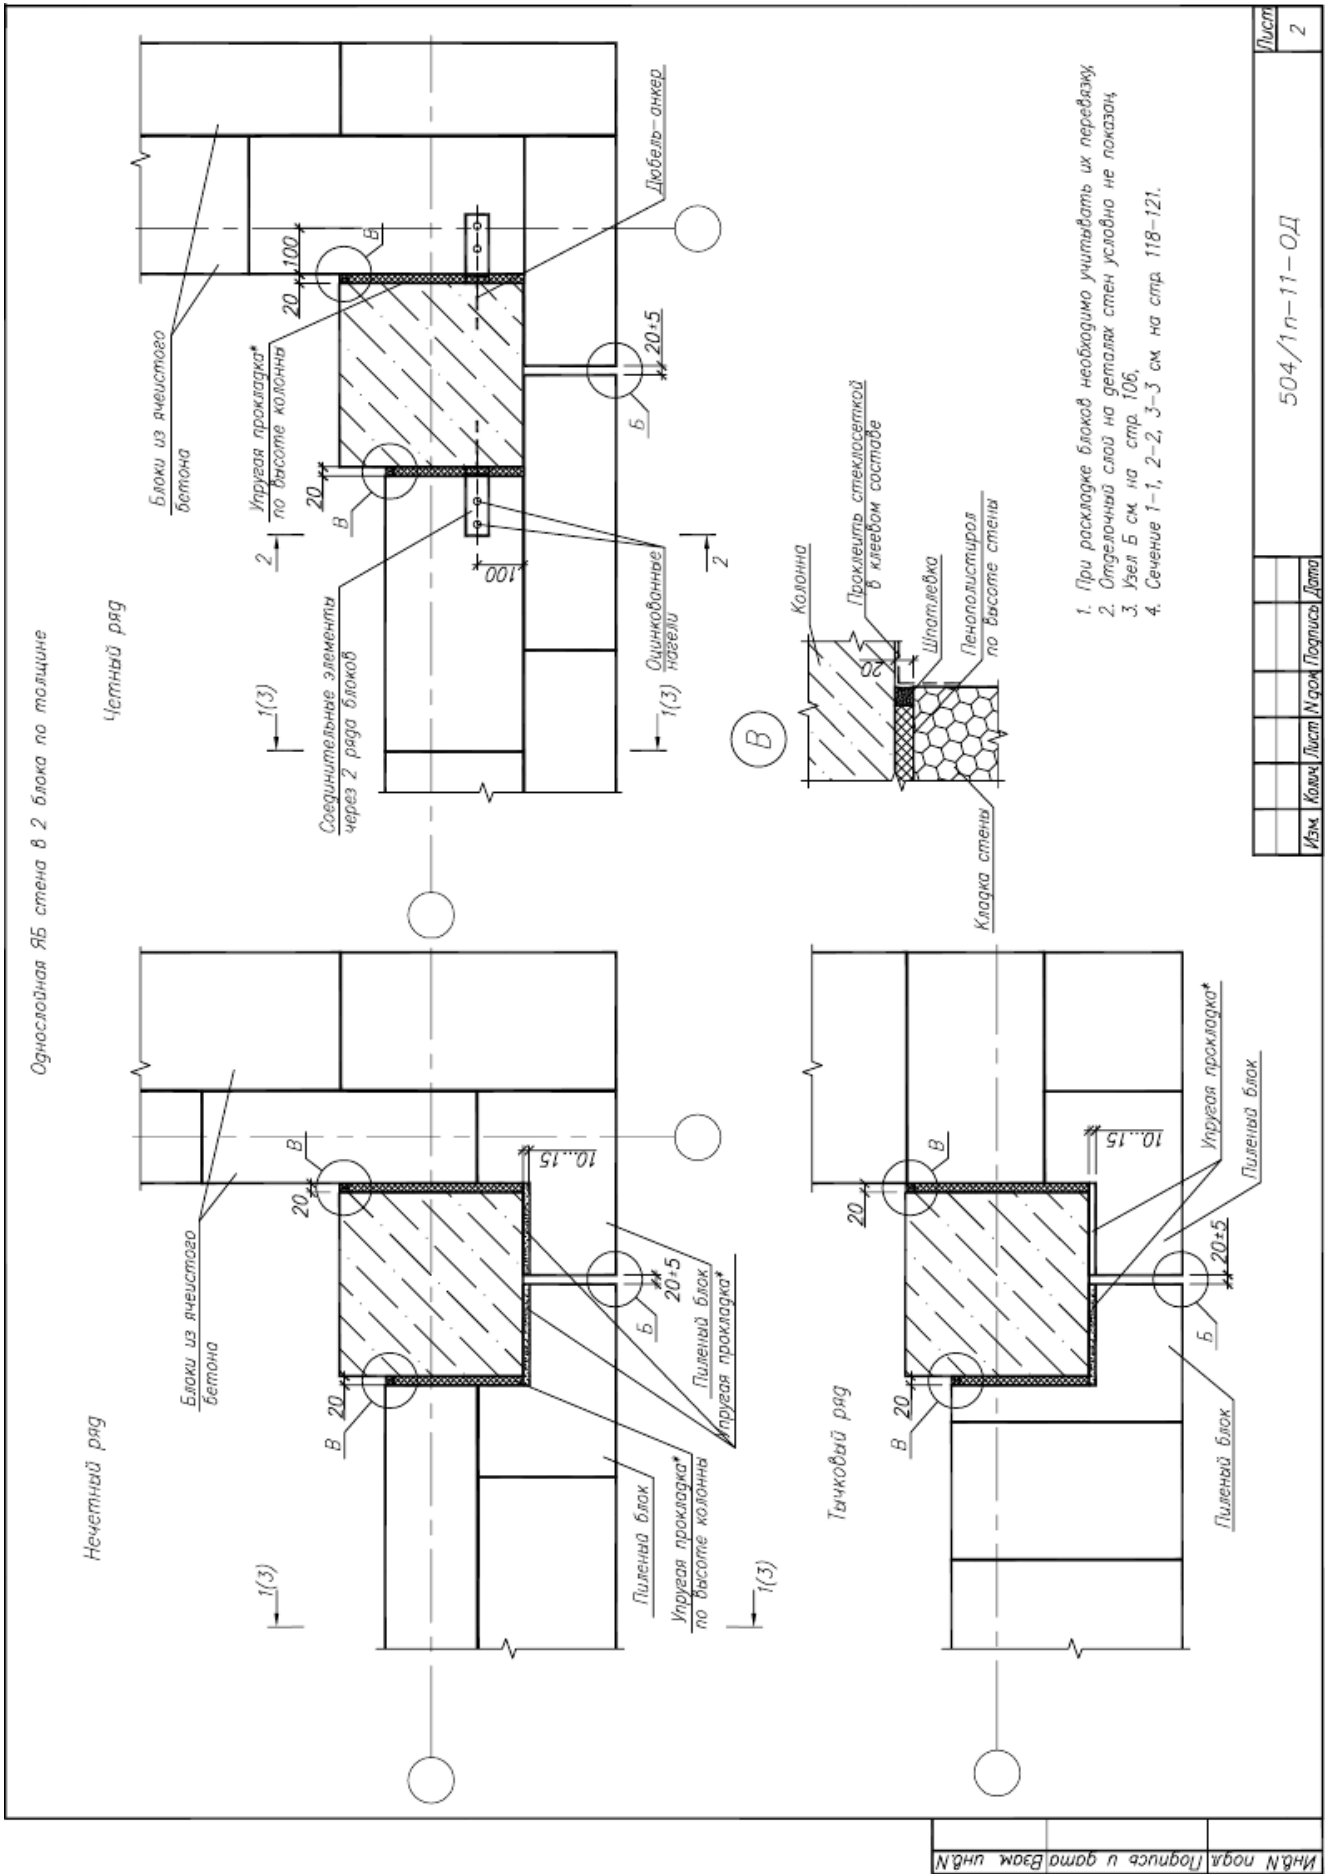 Однослойная ЯБ стена в 2 блока по толщине
Нечетный ряд
1(3)
Блоки из ячеистого
бетона
20
В
20
В
10...15
Б
20±5
Пиленый блок
Упругая прокладка*
Пиленый блок
Упругая прокладка*
по высоте колонны
1(3)
Четный ряд
1(3)
2
Блоки из ячеистого
бетона
Упругая прокладка*
по высоте колонны
Соединительные элементы
через 2 ряда блоков
20
В
20
100
В
100
Дюбель-анкер
Б
20±5
Оцинкованные
нагели
1(3)
2
Тычковый ряд
20
В
20
В
10...15
Упругая прокладка*
Пиленый блок
Б
20±5
Пиленый блок
В
Колонна
Проклеить стеклосеткой
в клеевом составе
20
Шпатлевка
Пенополистирол
по высоте стены
Кладка стены
1. При раскладке блоков необходимо учитывать их перевязку,
2. Отделочный слой на деталях стен условно не показан,
3. Узел Б см. на стр. 106,
4. Сечение 1-1, 2-2, 3-3 см. на стр. 118-121.
Изм. Колич Лист Nдок Подпись Дата
504/1п-11-ОД
Лист
2
Инв.N подл. Подпись и дата Взам. инв.N